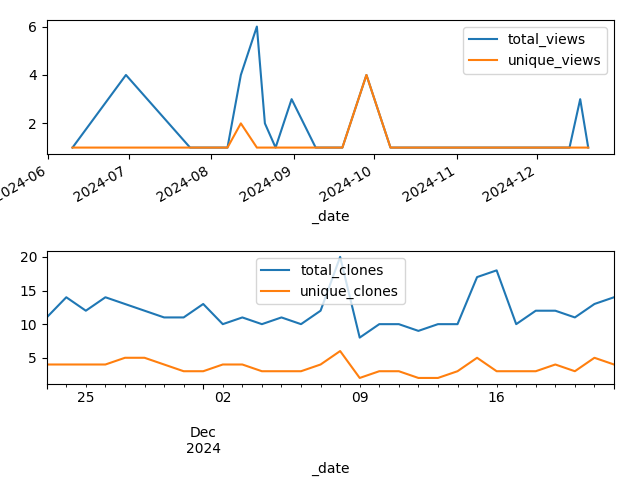 6
4
2
total_views
unique_views
2024-06
2024-07
2024-08
2024-09
2024-10
2024-11
2024-12
_date
20
15
10
5
total_clones
unique_clones
25
02
09
16
Dec
2024
_date